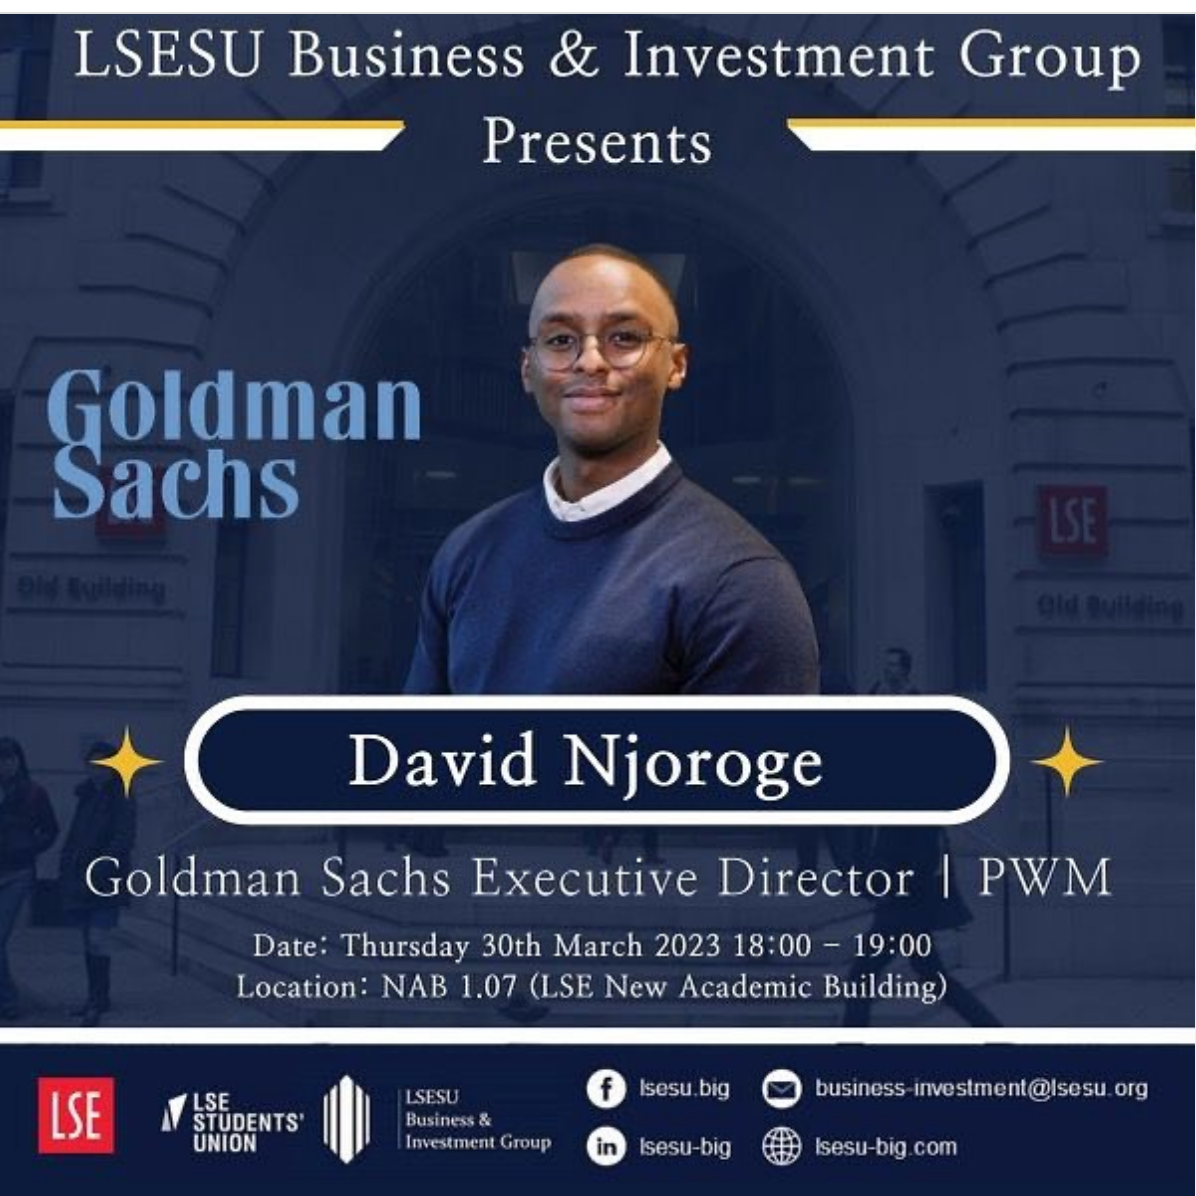 LSESU Business & Investment Group
Presents
Goldman
Sachs
LSE
Old Building
Old Building
David Njoroge
Goldman Sachs Executive Director | PWM
Date: Thursday 30th March 2023 18:00 – 19:00
Location: NAB 1.07 (LSE New Academic Building)
LSE
LSE
STUDENTS'
UNION
LSESU
Business &
Investment Group
lsesu.big
business-investment@lsesu.org
lsesu-big
lsesu-big.com